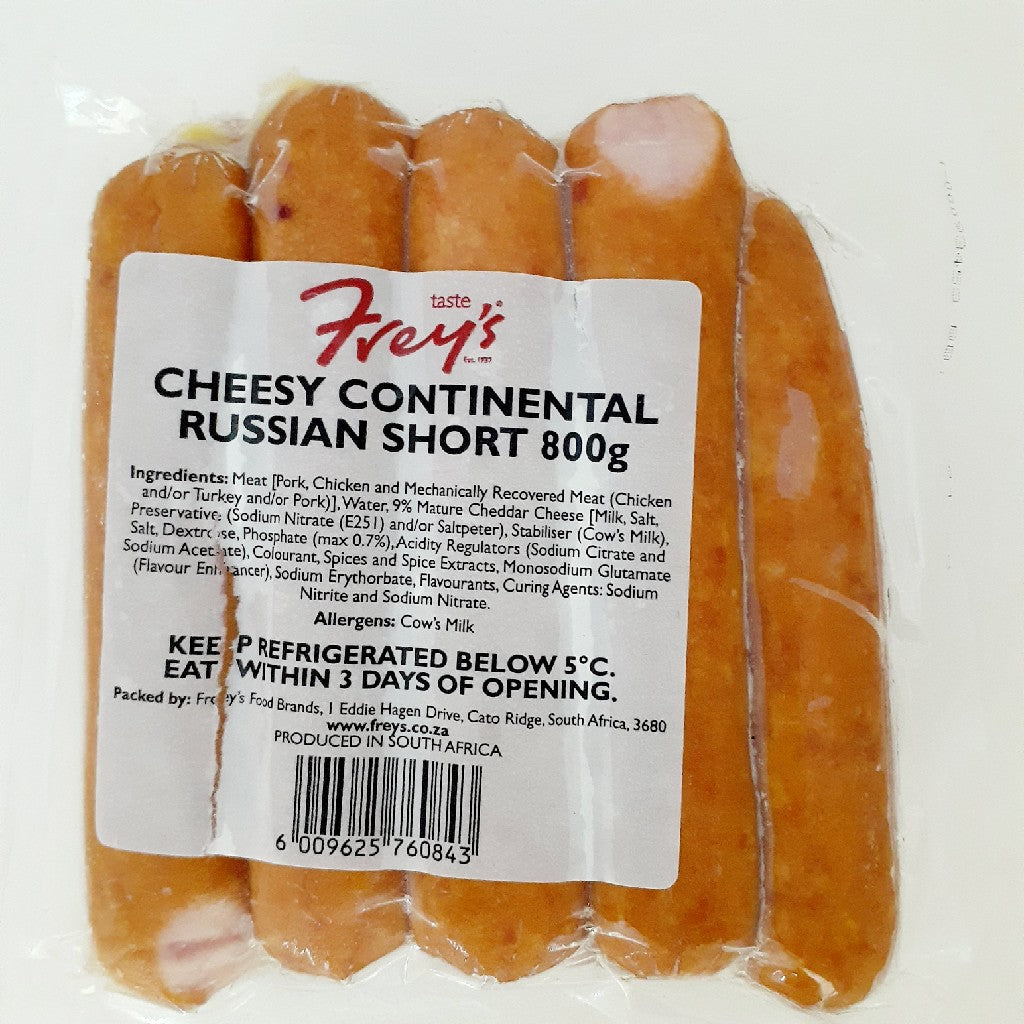 taste
Frey's
Est. 1937
CHEESY CONTINENTAL
RUSSIAN SHORT 800g
Ingredients: Meat [Pork, Chicken and Mechanically Recovered Meat (Chicken
and/or Turkey and/or Pork)], Water, 9% Mature Cheddar Cheese [Milk, Salt,
Preservative (Sodium Nitrate (E251) and/or Saltpeter), Stabiliser (Cow's Milk),
Salt, Dextrose, Phosphate (max 0.7%), Acidity Regulators (Sodium Citrate and
Sodium Acetate), Colourant, Spices and Spice Extracts, Monosodium Glutamate
(Flavour Enhancer), Sodium Erythorbate, Flavourants, Curing Agents: Sodium
Nitrite and Sodium Nitrate.
Allergens: Cow's Milk
KEEP REFRIGERATED BELOW 5°C.
EAT WITHIN 3 DAYS OF OPENING.
Packed by: Frey's Food Brands, 1 Eddie Hagen Drive, Cato Ridge, South Africa, 3680
www.freys.co.za
PRODUCED IN SOUTH AFRICA
6 009625 760843